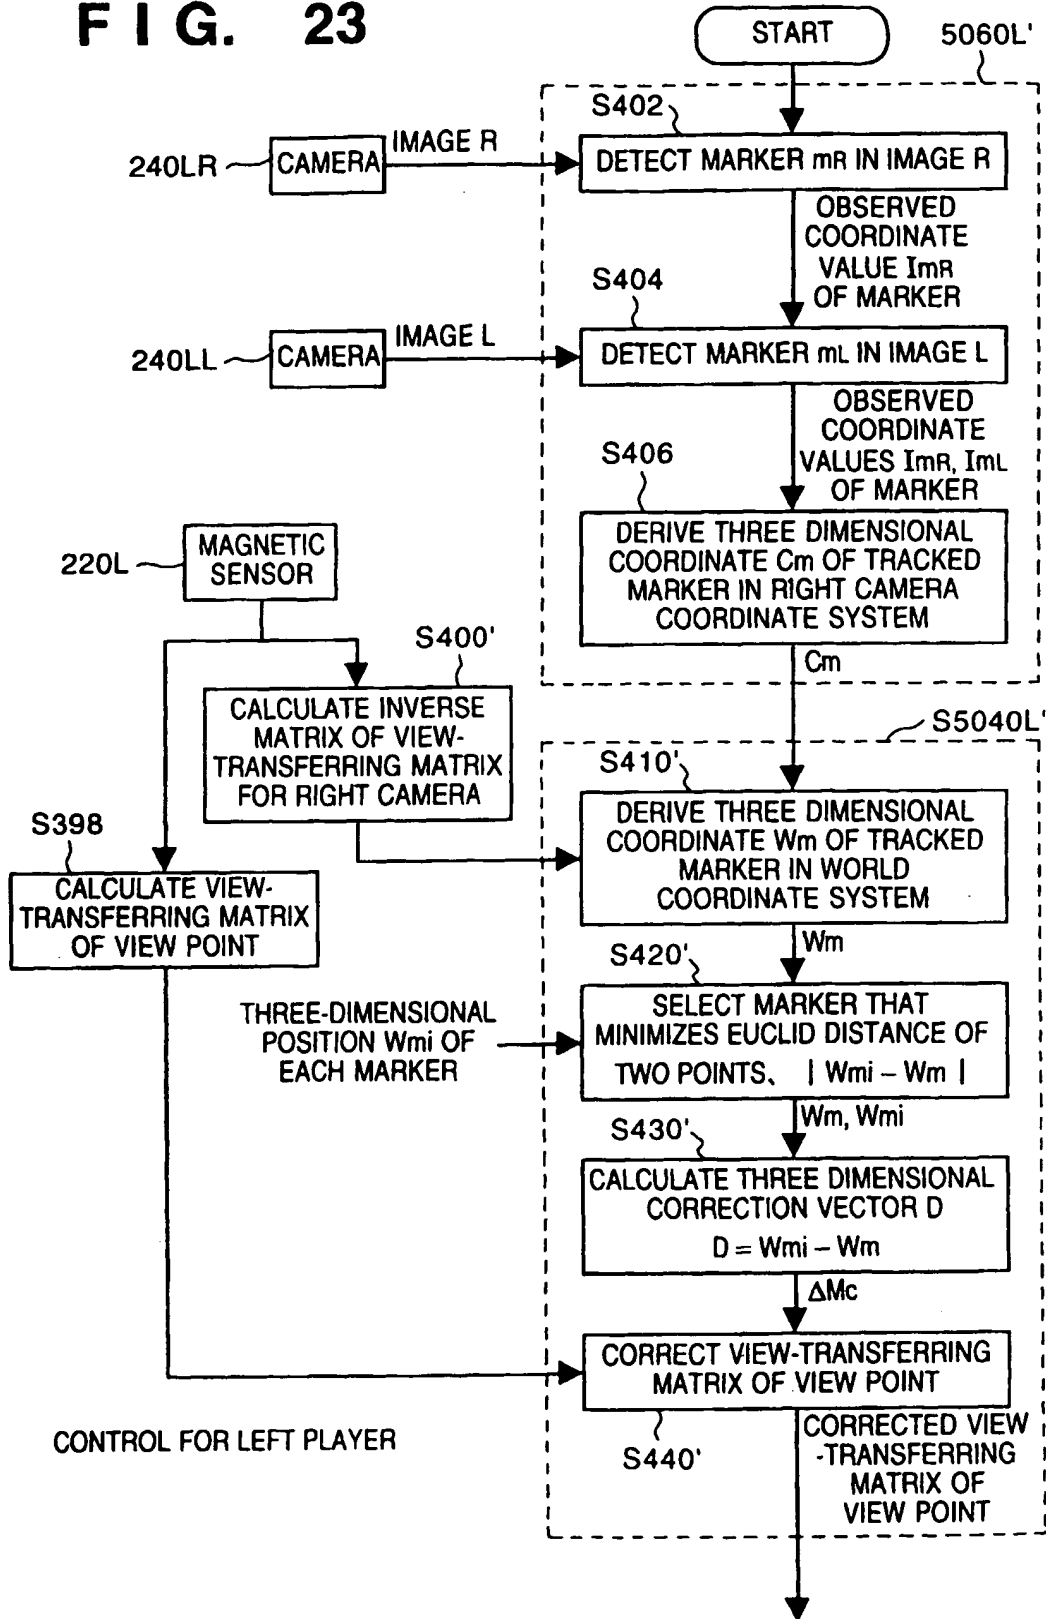 FIG. 23
START
5060L'
S402
IMAGE R
240LR
CAMERA
DETECT MARKER mR IN IMAGE R
OBSERVED
COORDINATE
VALUE ImR
OF MARKER
S404
IMAGE L
240LL
CAMERA
DETECT MARKER mL IN IMAGE L
OBSERVED
COORDINATE
VALUES ImR, ImL
OF MARKER
S406
DERIVE THREE DIMENSIONAL
COORDINATE Cm OF TRACKED
MARKER IN RIGHT CAMERA
COORDINATE SYSTEM
Cm
220L
MAGNETIC
SENSOR
S400'
CALCULATE INVERSE
MATRIX OF VIEW-
TRANSFERRING MATRIX
FOR RIGHT CAMERA
S5040L'
S410'
DERIVE THREE DIMENSIONAL
COORDINATE Wm OF TRACKED
MARKER IN WORLD
COORDINATE SYSTEM
Wm
S398
CALCULATE VIEW-
TRANSFERRING MATRIX
OF VIEW POINT
S420'
THREE-DIMENSIONAL
POSITION Wmi OF
EACH MARKER
SELECT MARKER THAT
MINIMIZES EUCLID DISTANCE OF
TWO POINTS、 | Wmi – Wm |
Wm, Wmi
S430'
CALCULATE THREE DIMENSIONAL
CORRECTION VECTOR D
D = Wmi – Wm
ΔMc
CORRECT VIEW-TRANSFERRING
MATRIX OF VIEW POINT
S440'
CORRECTED VIEW
-TRANSFERRING
MATRIX OF
VIEW POINT
CONTROL FOR LEFT PLAYER